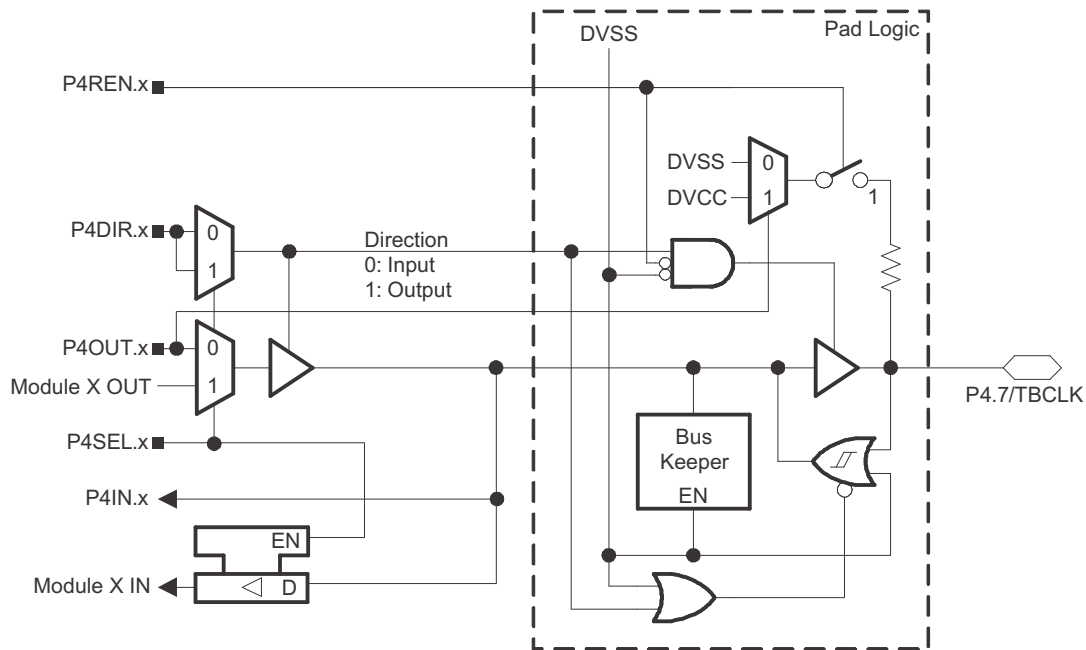 DVSS
Pad Logic
P4REN.x
DVSS
0
DVCC
1
1
P4DIR.x
0
1
Direction
0: Input
1: Output
P4OUT.x
0
Module X OUT
1
P4.7/TBCLK
P4SEL.x
Bus
Keeper
EN
P4IN.x
EN
Module X IN
D